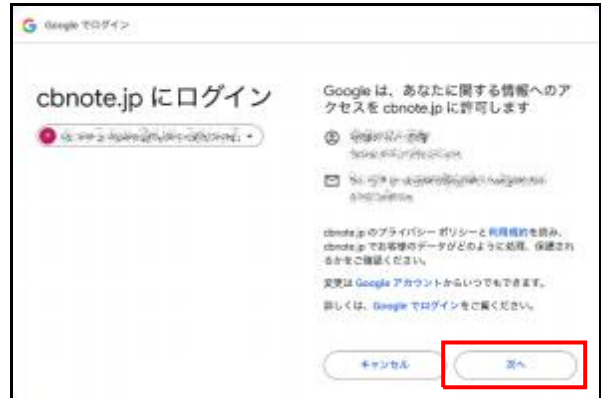 Google でログイン
cbnote.jp にログイン
Google は、あなたに関する情報へのア
クセスを cbnote.jp に許可します
cbnote.jp のプライバシー ポリシーと利用規約を読み、
cbnote.jp でお客様のデータがどのように処理、保護され
るかをご確認ください。
変更は Google アカウントからいつでもできます。
詳しくは、Google でログインをご覧ください。
キャンセル
次へ